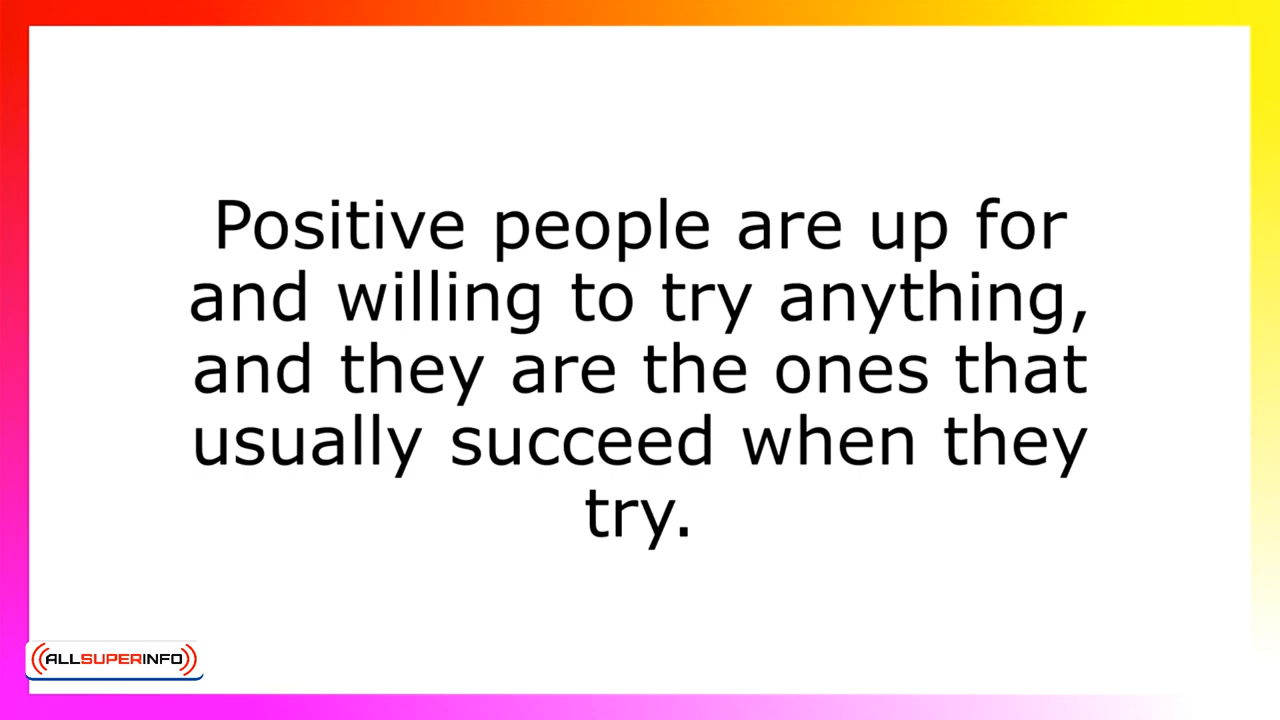 Positive people are up for
and willing to try anything,
and they are the ones that
usually succeed when they
try.
ALLSUPERINFO